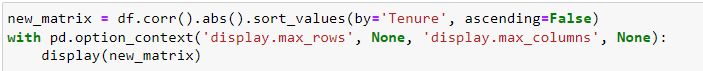 new_matrix = df.corr().abs().sort_values(by='Tenure', ascending=False)
with pd.option_context('display.max_rows', None, 'display.max_columns', None):
    display(new_matrix)